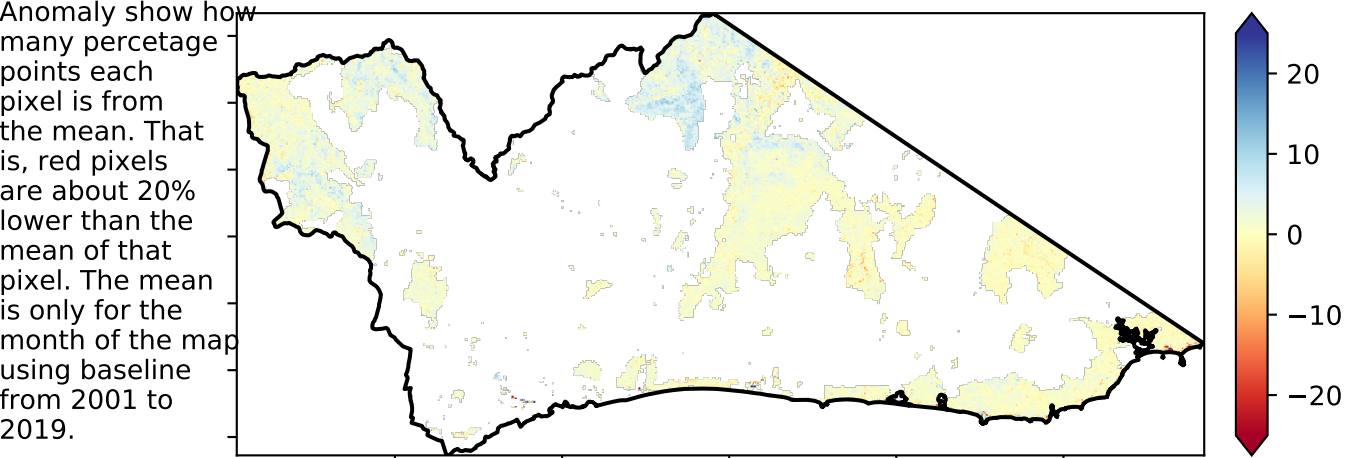 Anomaly show how
many percetage
points each
pixel is from
the mean. That
is, red pixels
are about 20%
lower than the
mean of that
pixel. The mean
is only for the
month of the map
using baseline
from 2001 to
2019.
20
10
0
−10
−20